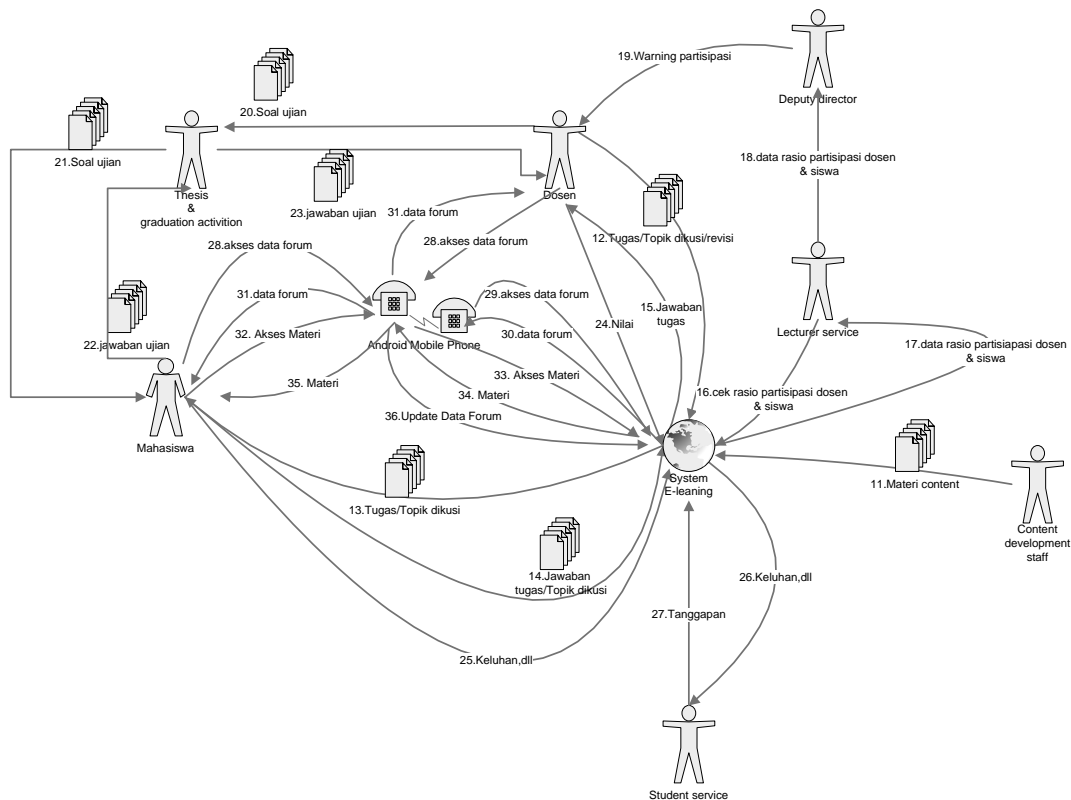 19.Warning partisipasi
Deputy director
20.Soal ujian
21.Soal ujian
18.data rasio partisipasi dosen
& siswa
Thesis
&
graduation activition
23.jawaban ujian
Dosen
31.data forum
12.Tugas/Topik dikusi/revisi
28.akses data forum
28.akses data forum
31.data forum
29.akses data forum
15.Jawaban
tugas
Lecturer service
22.jawaban ujian
32. Akses Materi
Android Mobile Phone
30.data forum
24.Nilai
17.data rasio partisiapasi dosen
& siswa
35. Materi
33. Akses Materi
34. Materi
16.cek rasio partisipasi dosen
& siswa
36.Update Data Forum
Mahasiswa
System
E-leaning
11.Materi content
13.Tugas/Topik dikusi
Content
development
staff
14.Jawaban
tugas/Topik dikusi
26.Keluhan,dll
27.Tanggapan
25.Keluhan,dll
Student service